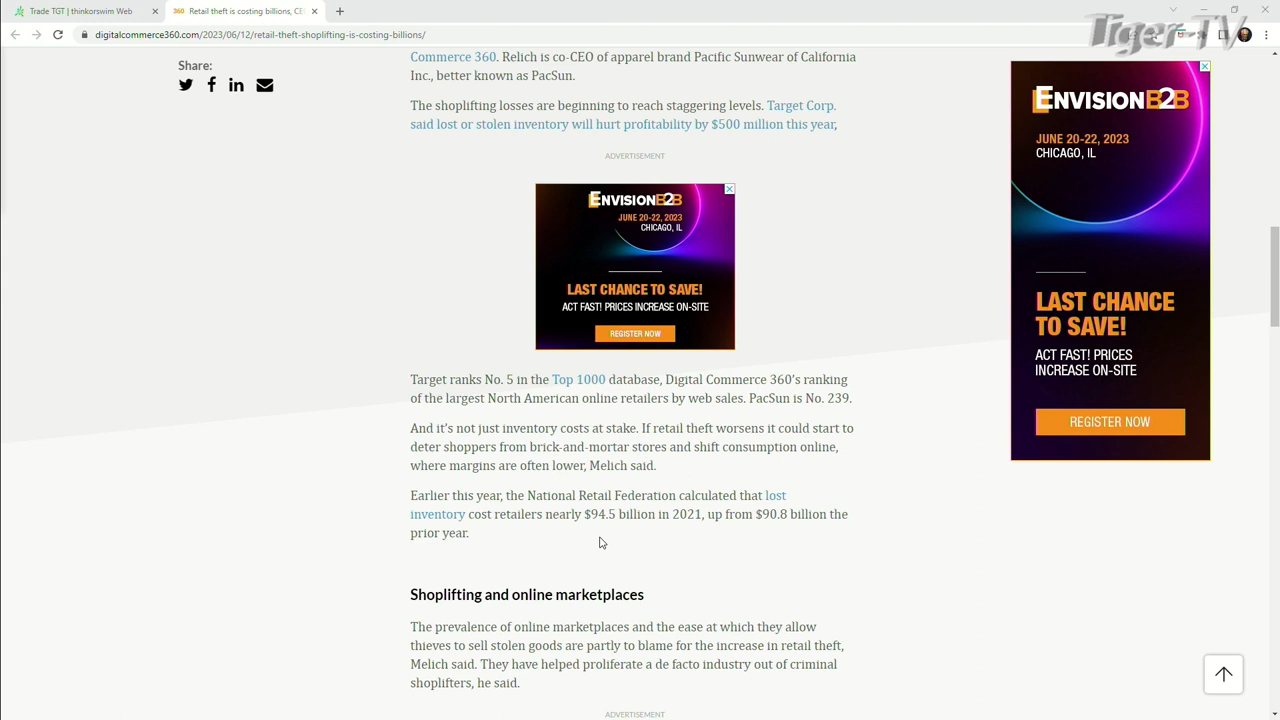 Trade TGT | thinkorswim Web
360 Retail theft is costing billions, CE
Tiger-TV
digitalcommerce360.com/2023/06/12/retail-theft-shoplifting-is-costing-billions/
Share:
Commerce 360. Relich is co-CEO of apparel brand Pacific Sunwear of California
Inc., better known as PacSun.
The shoplifting losses are beginning to reach staggering levels. Target Corp.
said lost or stolen inventory will hurt profitability by $500 million this year,
ADVERTISEMENT
ENVISIONB2B
JUNE 20-22, 2023
CHICAGO, IL
LAST CHANCE TO SAVE!
ACT FAST! PRICES INCREASE ON-SITE
REGISTER NOW
Target ranks No. 5 in the Top 1000 database, Digital Commerce 360’s ranking
of the largest North American online retailers by web sales. PacSun is No. 239.
And it’s not just inventory costs at stake. If retail theft worsens it could start to
deter shoppers from brick-and-mortar stores and shift consumption online,
where margins are often lower, Melich said.
Earlier this year, the National Retail Federation calculated that lost
inventory cost retailers nearly $94.5 billion in 2021, up from $90.8 billion the
prior year.
Shoplifting and online marketplaces
The prevalence of online marketplaces and the ease at which they allow
thieves to sell stolen goods are partly to blame for the increase in retail theft,
Melich said. They have helped proliferate a de facto industry out of criminal
shoplifters, he said.
ADVERTISEMENT
ENVISIONB2B
JUNE 20-22, 2023
CHICAGO, IL
LAST CHANCE
TO SAVE!
ACT FAST! PRICES
INCREASE ON-SITE
REGISTER NOW